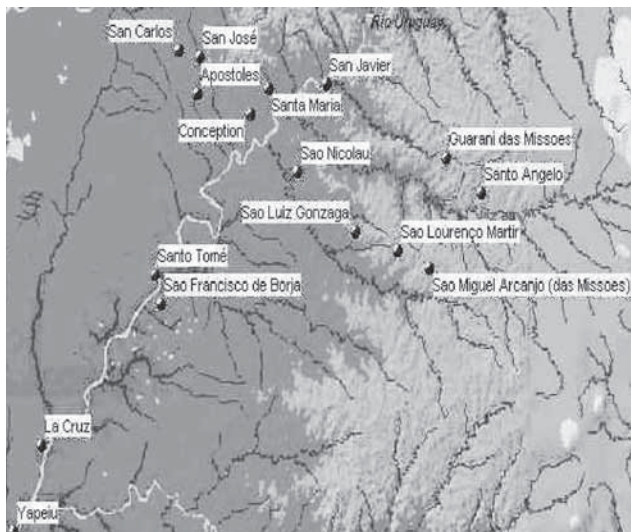 Rio Uruguas
San Carlos
San José
Apostoles
San Javier
Santa Maria
Conception
Guarani das Missoes
Sao Nicolau
Santo Angelo
Sao Luiz Gonzaga
Sao Lourenço Martir
Santo Tomé
Sao Miguel Arcanjo (das Missoes)
Sao Francisco de Borja
La Cruz
Yapeiu